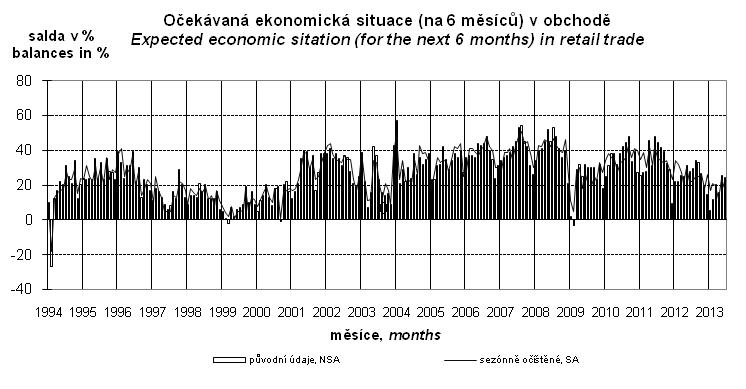 Očekávaná ekonomická situace (na 6 měsíců) v obchodě
Expected economic sitation (for the next 6 months) in retail trade
salda v %
balances in %
80
60
40
20
0
-20
-40
1994 1995 1996 1997 1998 1999 2000 2001 2002 2003 2004 2005 2006 2007 2008 2009 2010 2011 2012 2013
měsíce, months
původní údaje, NSA sezónně očištěné, SA